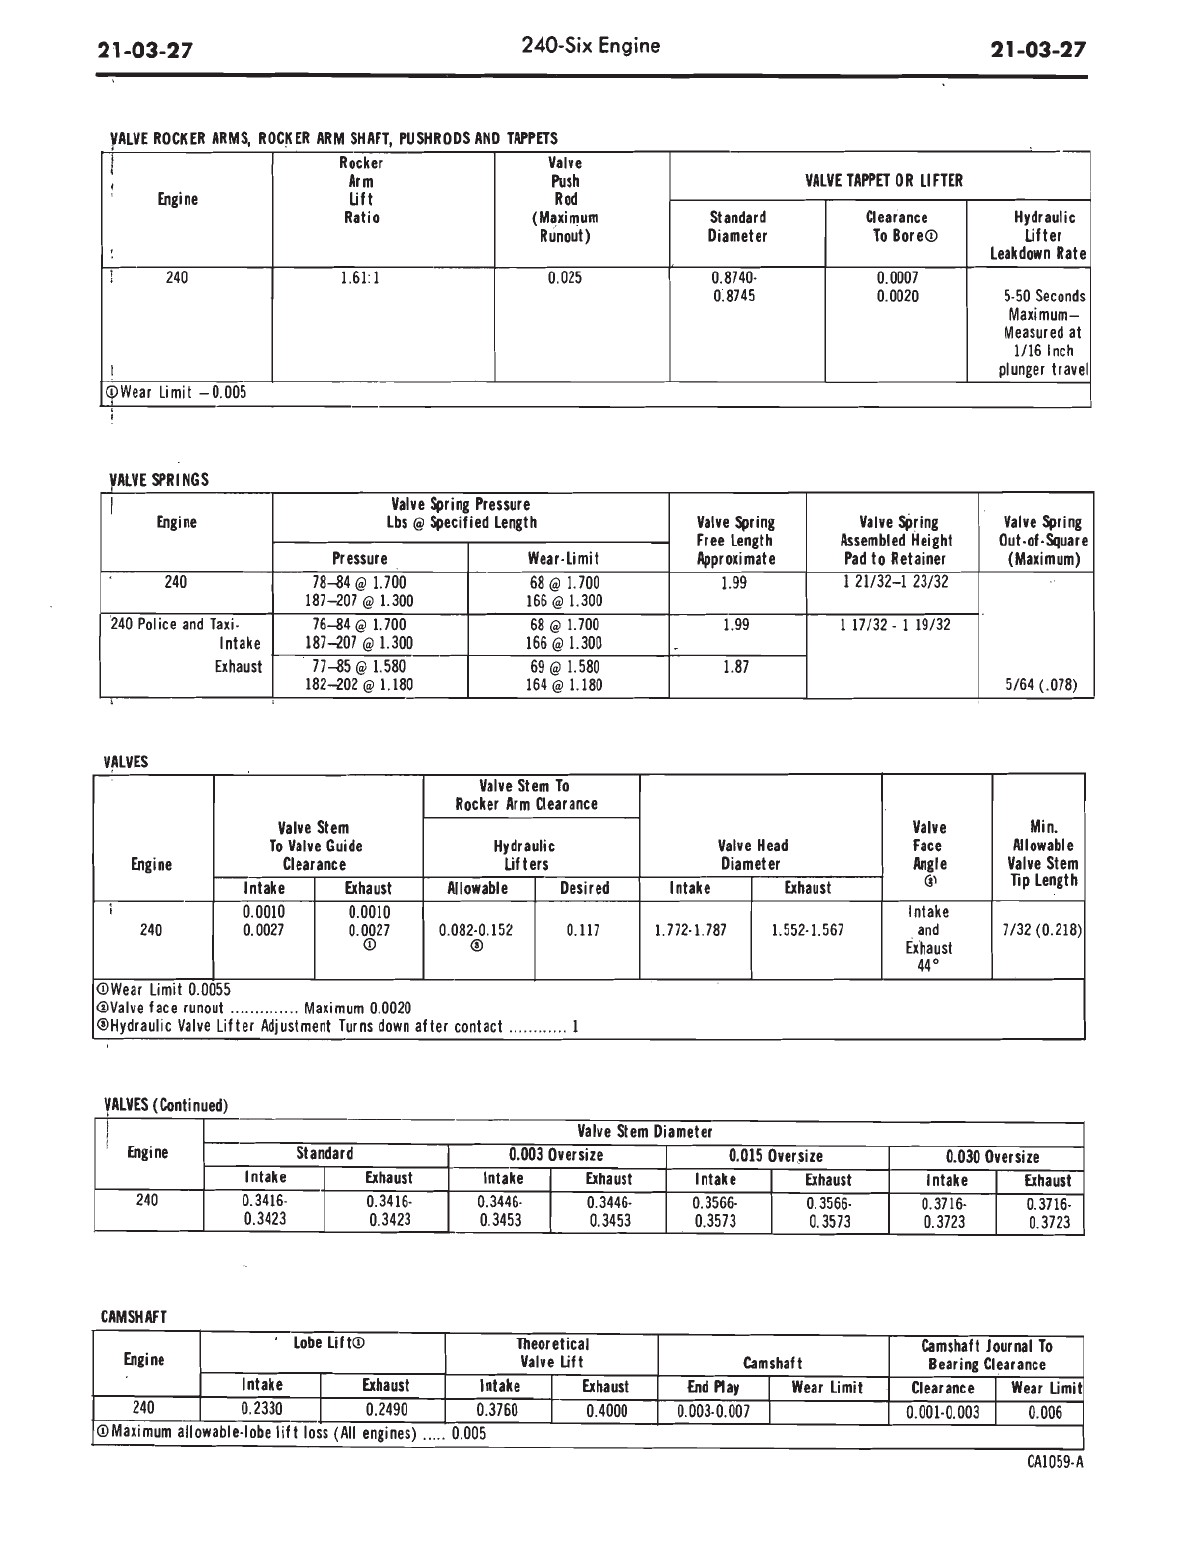 21-03-27 240-Six Engine 21-03-27
VALVE ROCKER ARMS, ROCKER ARM SHAFT, PUSHRODS AND TAPPETS
Engine
Rocker
Arm
Lift
Ratio
Valve
Push
Rod
(Maximum
Runout)
VALVE TAPPET OR LIFTER
Standard
Diameter
Clearance
To Bore①
Hydraulic
Lifter
Leakdown Rate
240 1.61:1 0.025 0.8740- 0.0007
0.8745 0.0020 5-50 Seconds
Maximum—
Measured at
1/16 Inch
plunger travel
①Wear Limit —0.005
VALVE SPRINGS
Engine
Valve Spring Pressure
Lbs @ Specified Length
Pressure Wear-Limit
Valve Spring
Free Length
Approximate
Valve Spring
Assembled Height
Pad to Retainer
Valve Spring
Out-of-Square
(Maximum)
240 78—84 @ 1.700 68 @ 1.700 1.99 1 21/32—1 23/32
187—207 @ 1.300 166 @ 1.300
240 Police and Taxi- 76—84 @ 1.700 68 @ 1.700 1.99 1 17/32 - 1 19/32
Intake 187—207 @ 1.300 166 @ 1.300
Exhaust 77—85 @ 1.580 69 @ 1.580 1.87
182—202 @ 1.180 164 @ 1.180 5/64 (.078)
VALVES
Engine
Valve Stem
To Valve Guide
Clearance
Intake Exhaust
Valve Stem To
Rocker Arm Clearance
Hydraulic
Lifters
Allowable Desired
Valve Head
Diameter
Intake Exhaust
Valve
Face
Angle
③
Min.
Allowable
Valve Stem
Tip Length
0.0010 0.0010 Intake
240 0.0027 0.0027 0.082-0.152 0.117 1.772-1.787 1.552-1.567 and 7/32 (0.218)
① ③ Exhaust
44°
①Wear Limit 0.0055
②Valve face runout .............. Maximum 0.0020
③Hydraulic Valve Lifter Adjustment Turns down after contact ............ 1
VALVES (Continued)
Engine
Valve Stem Diameter
Standard 0.003 Oversize 0.015 Oversize 0.030 Oversize
Intake Exhaust Intake Exhaust Intake Exhaust Intake Exhaust
240 0.3416- 0.3416- 0.3446- 0.3446- 0.3566- 0.3566- 0.3716- 0.3716-
0.3423 0.3423 0.3453 0.3453 0.3573 0.3573 0.3723 0.3723
CAMSHAFT
Engine
Lobe Lift①
Theoretical
Valve Lift
Camshaft
Camshaft Journal To
Bearing Clearance
Intake Exhaust Intake Exhaust End Play Wear Limit Clearance Wear Limit
240 0.2330 0.2490 0.3760 0.4000 0.003-0.007 0.001-0.003 0.006
①Maximum allowable-lobe lift loss (All engines) ..... 0.005
CA1059-A